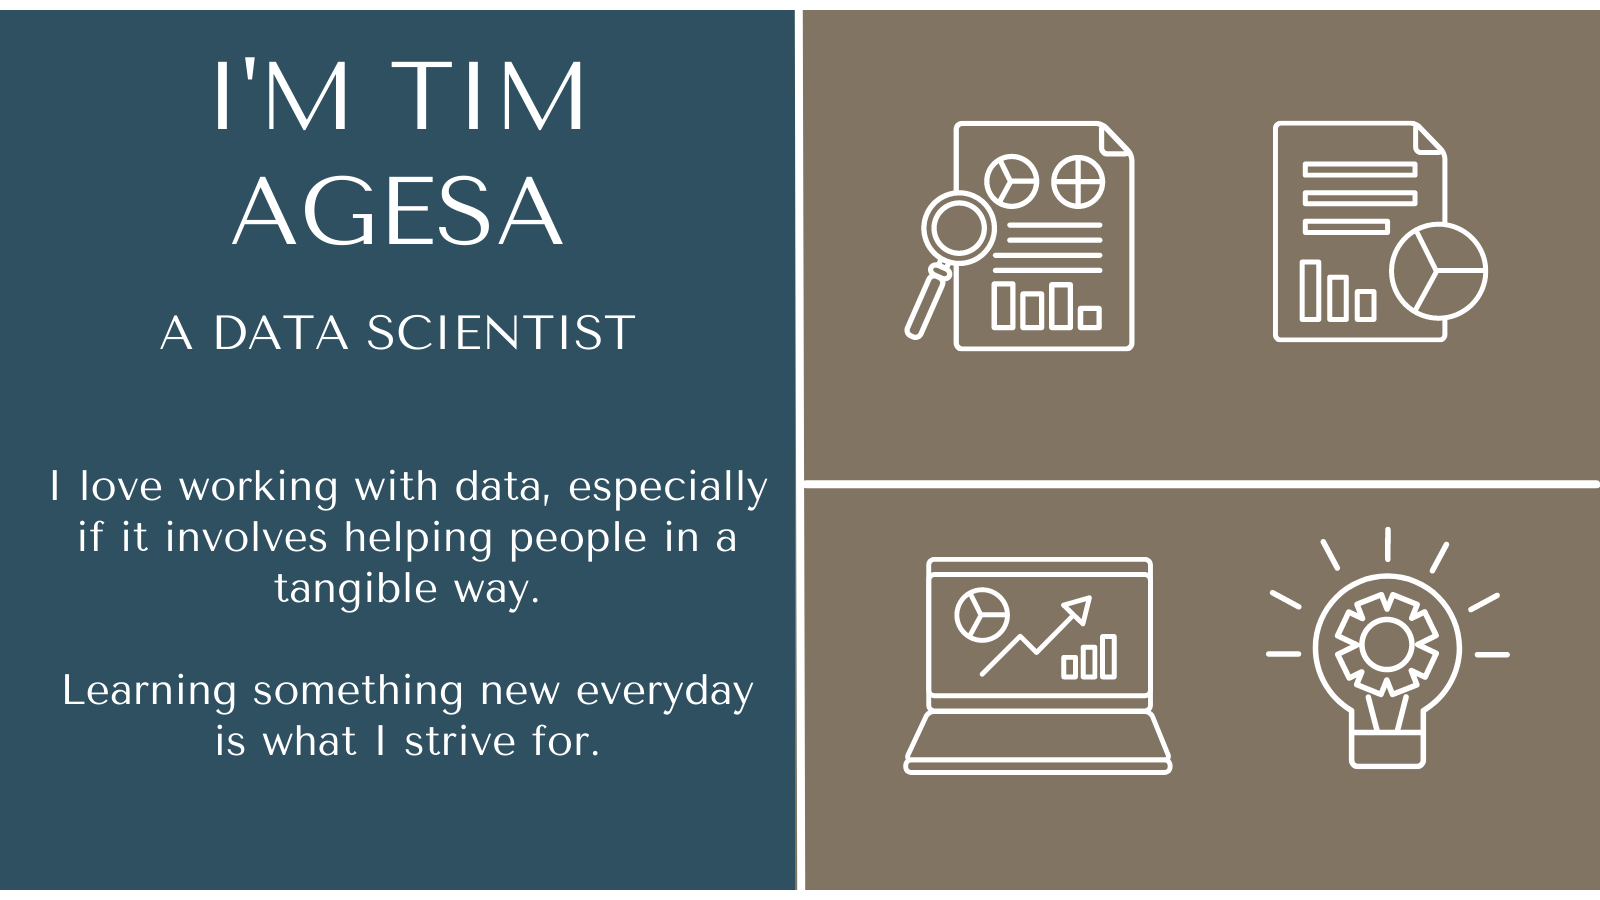 I'M TIM
AGESA
A DATA SCIENTIST
I love working with data, especially
if it involves helping people in a
tangible way.
Learning something new everyday
is what I strive for.